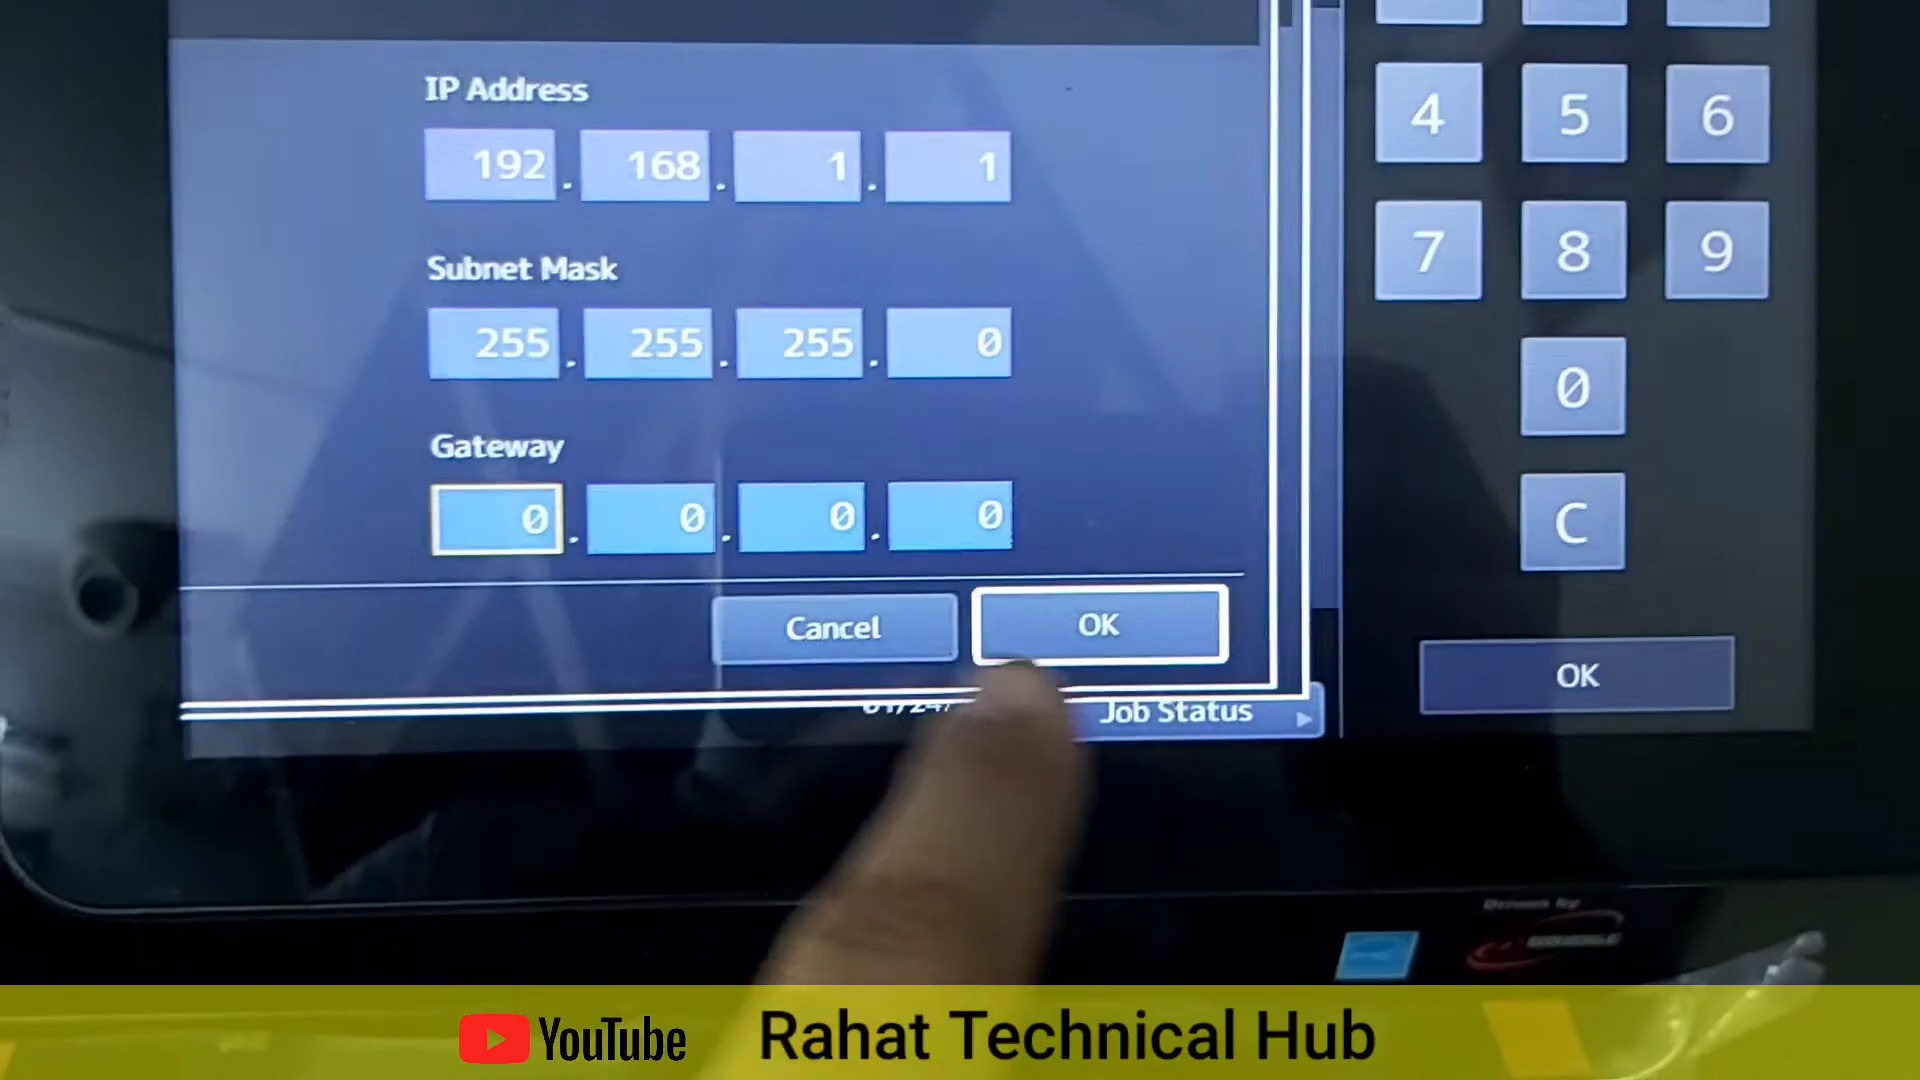 IP Address
192 . 168 . 1 . 1
4 5 6
Subnet Mask
7 8 9
255 . 255 . 255 . 0
0
Gateway
0 . 0 . 0 . 0
C
Cancel OK
OK
Job Status
YouTube Rahat Technical Hub